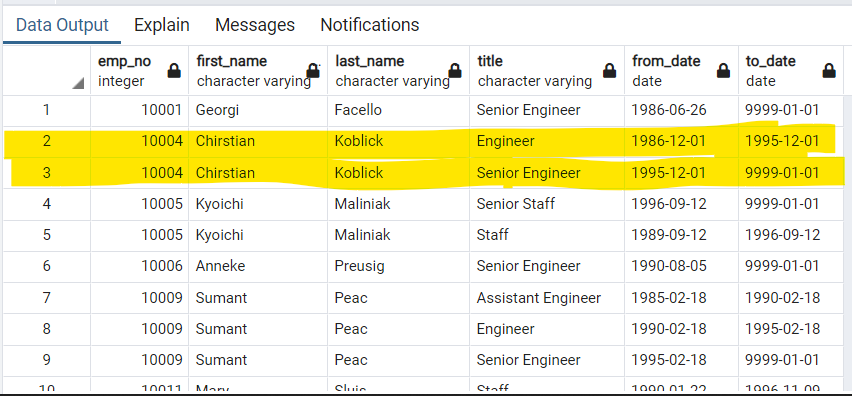 Data Output Explain Messages Notifications
emp_no first_name last_name title from_date to_date
integer character varying character varying character varying date date
1 10001 Georgi Facello Senior Engineer 1986-06-26 9999-01-01
2 10004 Chirstian Koblick Engineer 1986-12-01 1995-12-01
3 10004 Chirstian Koblick Senior Engineer 1995-12-01 9999-01-01
4 10005 Kyoichi Maliniak Senior Staff 1996-09-12 9999-01-01
5 10005 Kyoichi Maliniak Staff 1989-09-12 1996-09-12
6 10006 Anneke Preusig Senior Engineer 1990-08-05 9999-01-01
7 10009 Sumant Peac Assistant Engineer 1985-02-18 1990-02-18
8 10009 Sumant Peac Engineer 1990-02-18 1995-02-18
9 10009 Sumant Peac Senior Engineer 1995-02-18 9999-01-01
10 10011 Mary Sluis Staff 1990-01-22 1996-11-09